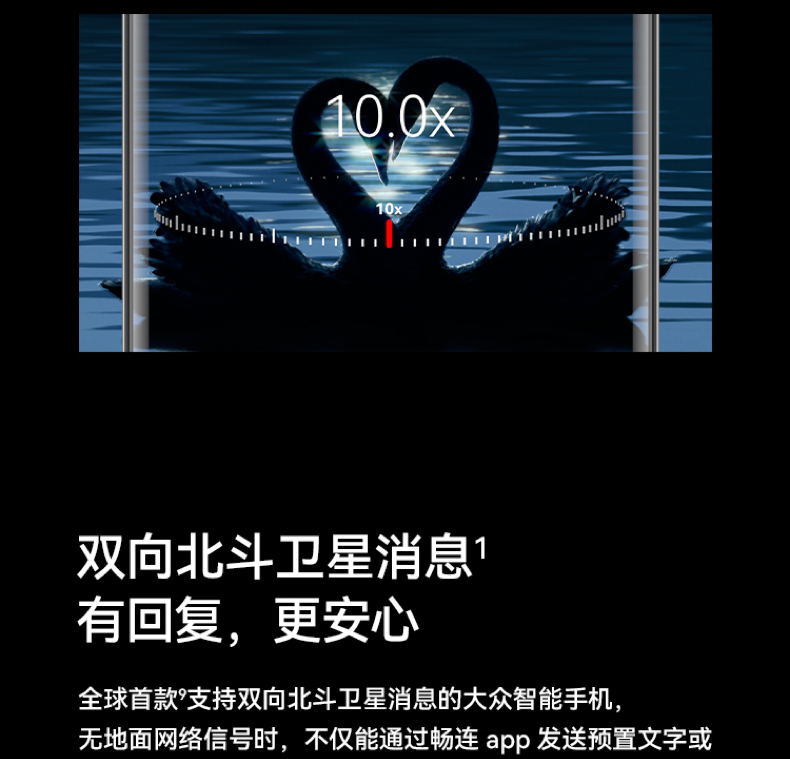 10.0x
10x
双向北斗卫星消息¹
有回复，更安心
全球首款⁹支持双向北斗卫星消息的大众智能手机，
无地面网络信号时，不仅能通过畅连 app 发送预置文字或